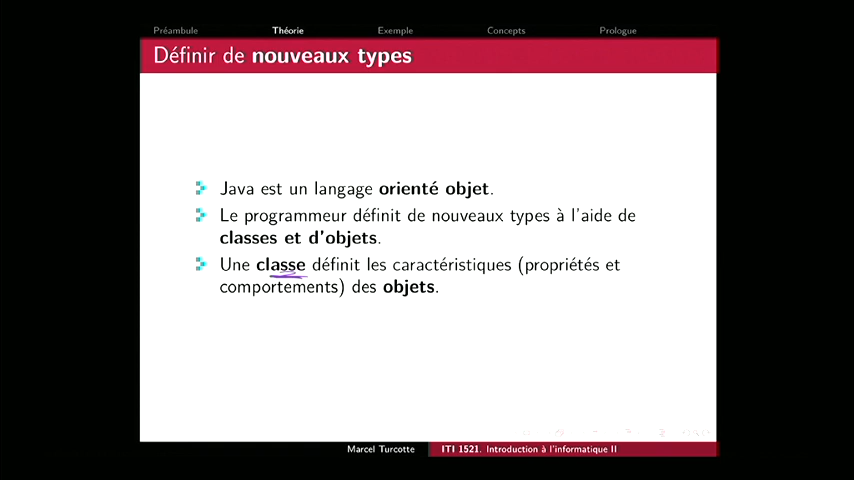 Préambule Théorie Exemple Concepts Prologue
Définir de nouveaux types
Java est un langage orienté objet.
Le programmeur définit de nouveaux types à l'aide de
classes et d'objets.
Une classe définit les caractéristiques (propriétés et
comportements) des objets.
Marcel Turcotte ITI 1521. Introduction à l'informatique II